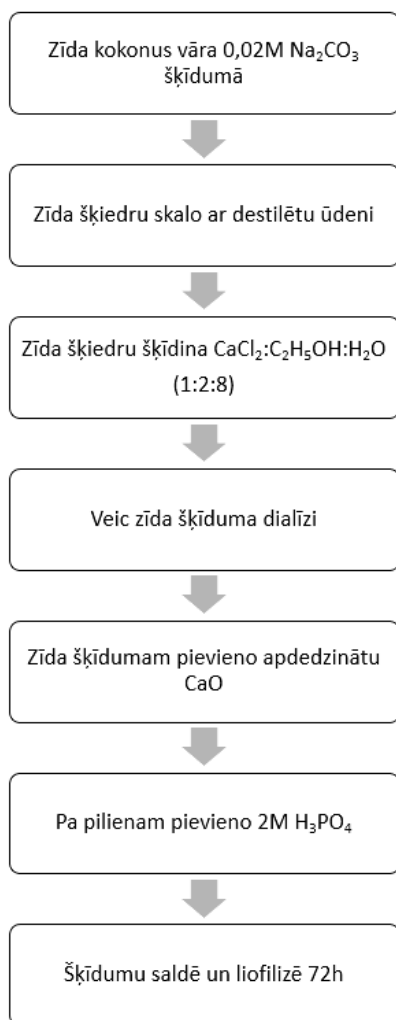 Zīda kokonus vāra 0,02M Na₂CO₃
šķīdumā
Zīda šķiedru skalo ar destilētu ūdeni
Zīda šķiedru šķīdina CaCl₂:C₂H₅OH:H₂O
(1:2:8)
Veic zīda šķīduma dialīzi
Zīda šķīdumam pievieno apdedzinātu
CaO
Pa pilienam pievieno 2M H₃PO₄
Šķīdumu saldē un liofilizē 72h